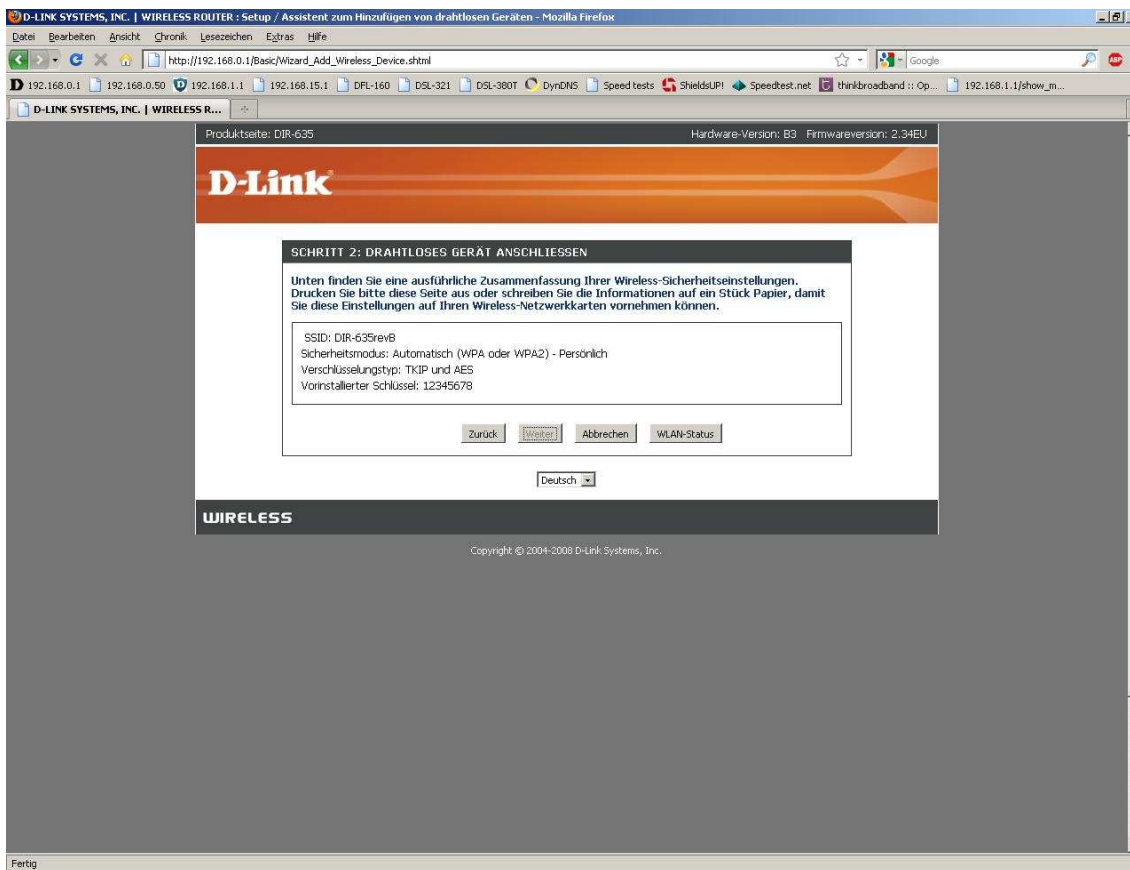 D-LINK SYSTEMS, INC. | WIRELESS ROUTER : Setup / Assistent zum Hinzufügen von drahtlosen Geräten - Mozilla Firefox
Datei Bearbeiten Ansicht Chronik Lesezeichen Extras Hilfe
http://192.168.0.1/Basic/Wizard_Add_Wireless_Device.shtml Google ABP
192.168.0.1 192.168.0.50 192.168.1.1 192.168.15.1 DFL-160 DSL-321 DSL-380T DynDNS Speed tests ShieldsUP! Speedtest.net thinkbroadband :: Op... 192.168.1.1/show_m...
D-LINK SYSTEMS, INC. | WIRELESS R...
Produktseite: DIR-635 Hardware-Version: B3 Firmwareversion: 2.34EU
D-Link
SCHRITT 2: DRAHTLOSES GERÄT ANSCHLIESSEN
Unten finden Sie eine ausführliche Zusammenfassung Ihrer Wireless-Sicherheitseinstellungen.
Drucken Sie bitte diese Seite aus oder schreiben Sie die Informationen auf ein Stück Papier, damit
Sie diese Einstellungen auf Ihren Wireless-Netzwerkkarten vornehmen können.
SSID: DIR-635revB
Sicherheitsmodus: Automatisch (WPA oder WPA2) - Persönlich
Verschlüsselungstyp: TKIP und AES
Vorinstallierter Schlüssel: 12345678
Zurück Weiter Abbrechen WLAN-Status
Deutsch
WIRELESS
Copyright © 2004-2008 D-Link Systems, Inc.
Fertig